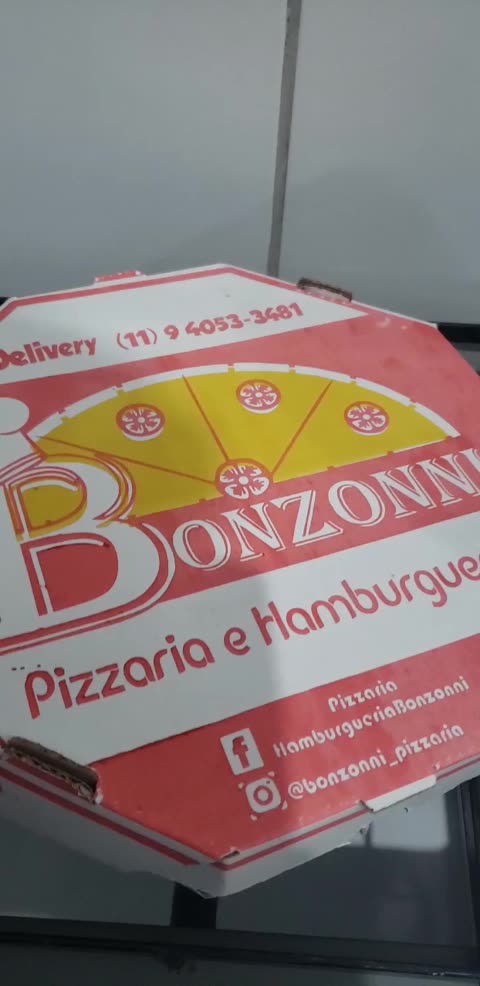 Delivery (11) 9 4053-3481
BONZONNI
Pizzaria e Hamburgue
Pizzaria
HamburgueriaBonzonni
@bonzonni_pizzaria